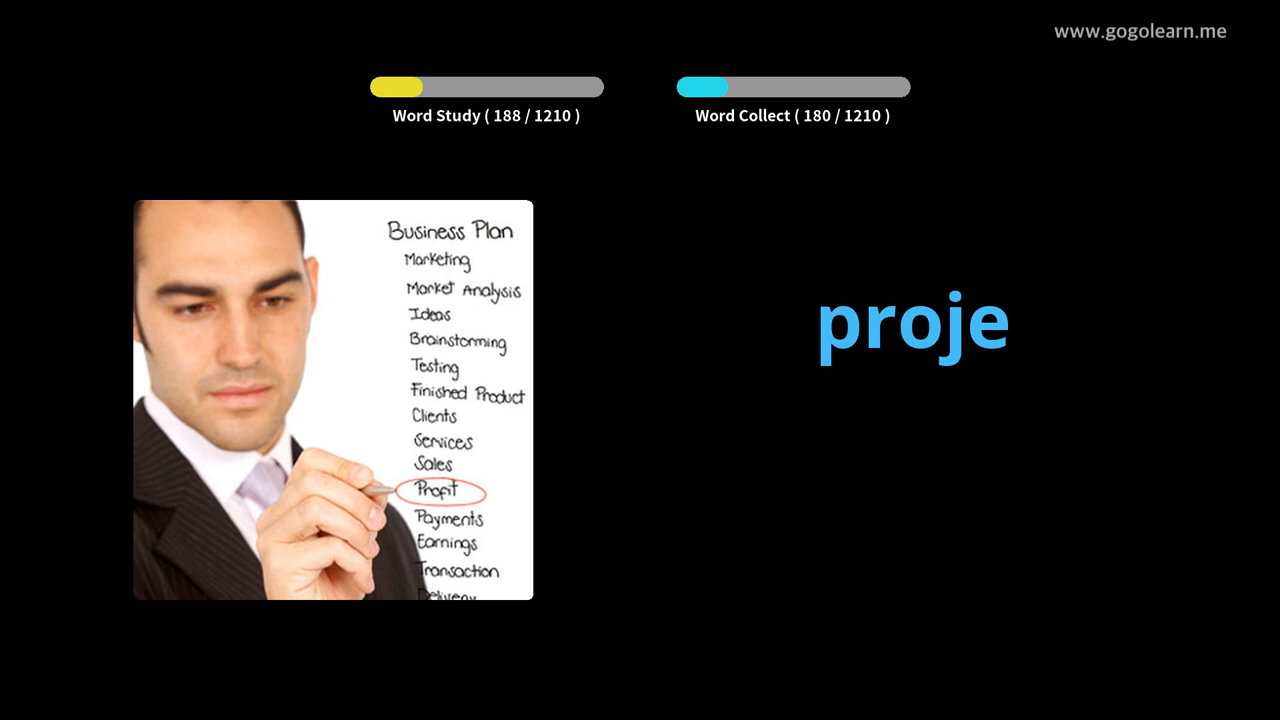 www.gogolearn.me
Word Study ( 188 / 1210 )
Word Collect ( 180 / 1210 )
Business Plan
Marketing
Market Analysis
Ideas
Brainstorming
Testing
Finished Product
Clients
Services
Sales
Profit
Payments
Earnings
Transaction
Delivery
proje